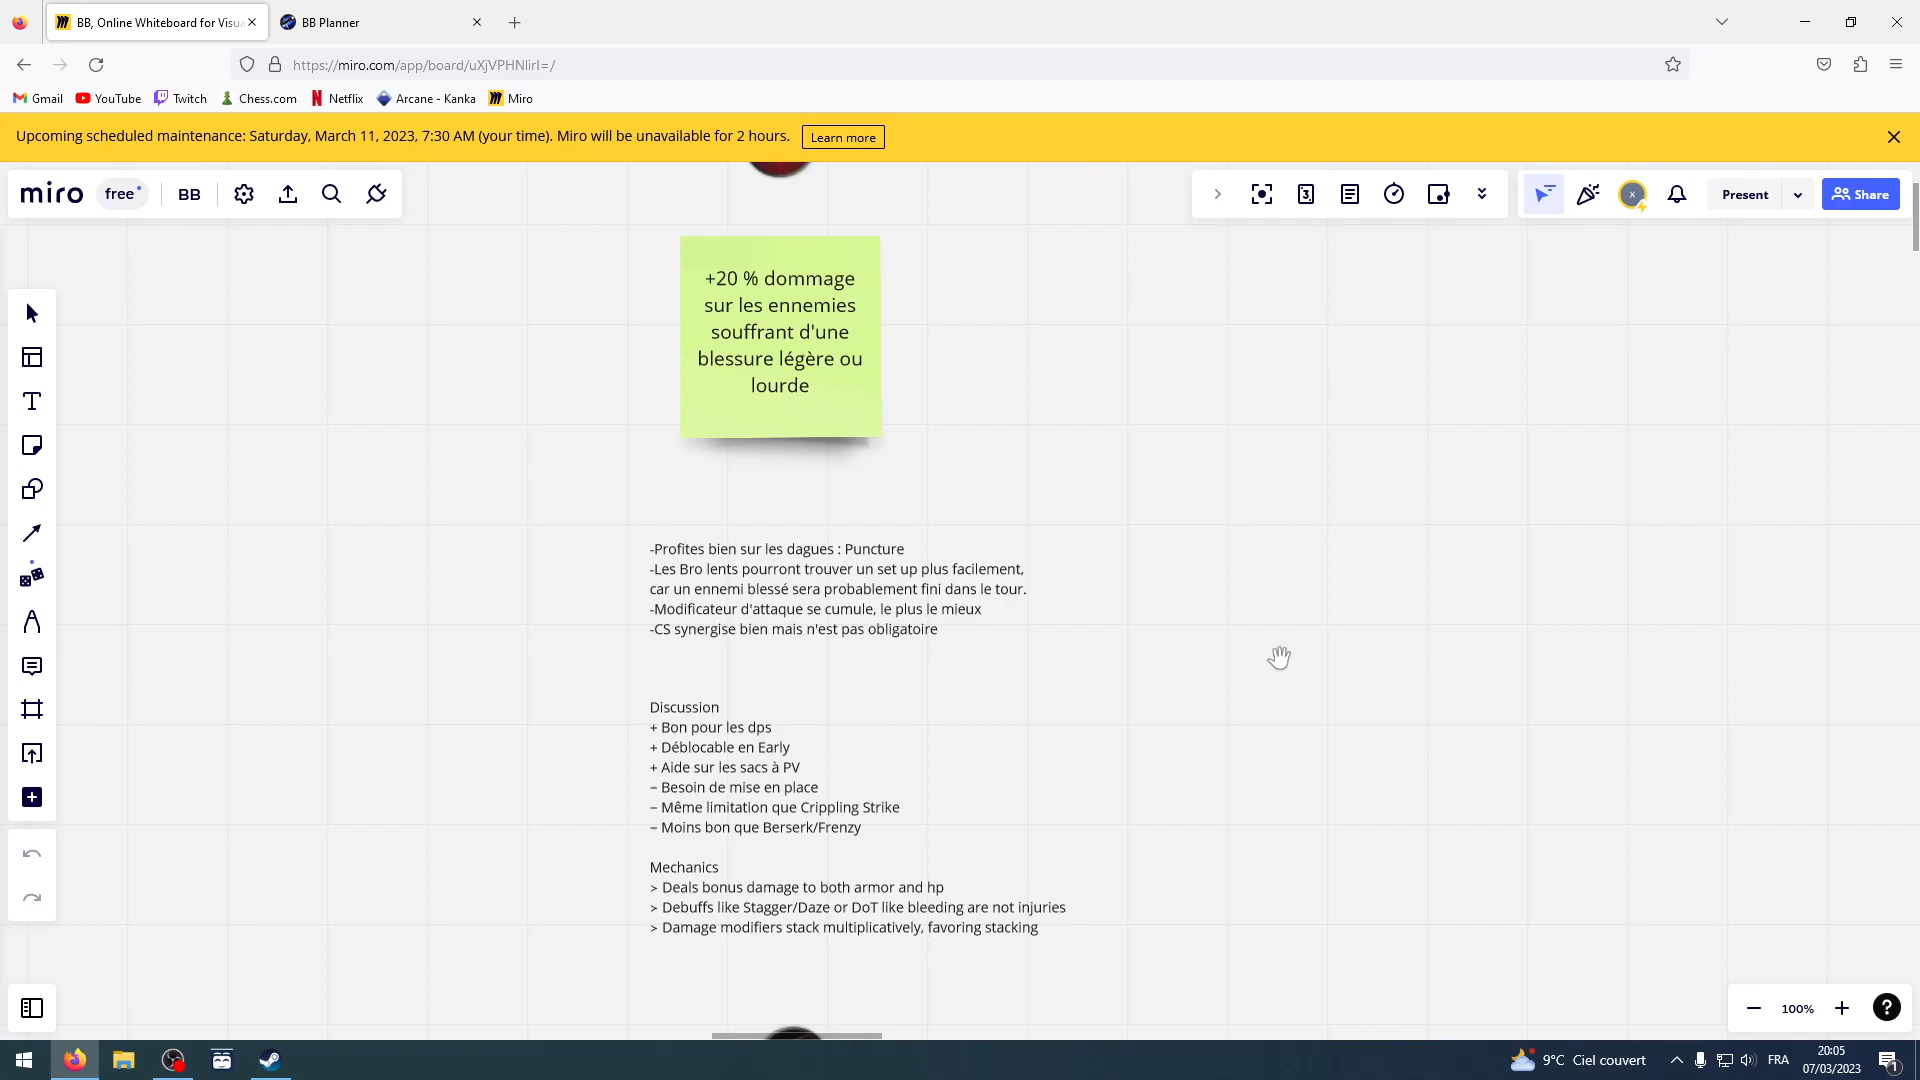 BB, Online Whiteboard for Visua
BB Planner
https://miro.com/app/board/uXjVPHNlirI=/
Gmail
YouTube
Twitch
Chess.com
Netflix
Arcane - Kanka
Miro
Upcoming scheduled maintenance: Saturday, March 11, 2023, 7:30 AM (your time). Miro will be unavailable for 2 hours.
Learn more
miro
free
BB
Present
Share
+20 % dommage
sur les ennemies
souffrant d'une
blessure légère ou
lourde
-Profites bien sur les dagues : Puncture
-Les Bro lents pourront trouver un set up plus facilement,
car un ennemi blessé sera probablement fini dans le tour.
-Modificateur d'attaque se cumule, le plus le mieux
-CS synergise bien mais n'est pas obligatoire
Discussion
+ Bon pour les dps
+ Déblocable en Early
+ Aide sur les sacs à PV
− Besoin de mise en place
− Même limitation que Crippling Strike
− Moins bon que Berserk/Frenzy
Mechanics
> Deals bonus damage to both armor and hp
> Debuffs like Stagger/Daze or DoT like bleeding are not injuries
> Damage modifiers stack multiplicatively, favoring stacking
100%
9°C Ciel couvert
FRA
20:05
07/03/2023
1